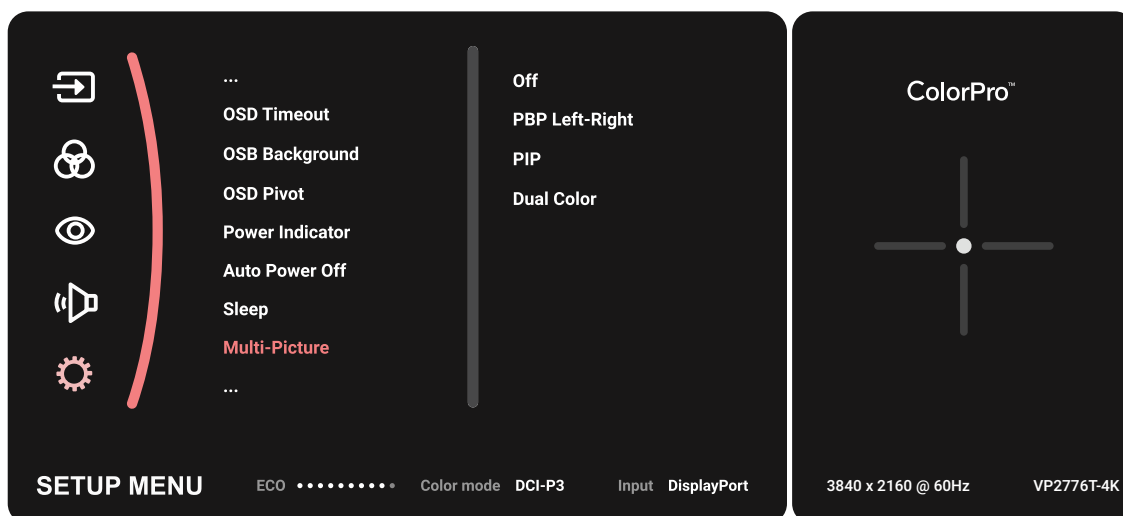 ...
OSD Timeout
OSB Background
OSD Pivot
Power Indicator
Auto Power Off
Sleep
Multi-Picture
...
Off
PBP Left-Right
PIP
Dual Color
SETUP MENU
ECO
Color mode DCI-P3
Input DisplayPort
ColorPro™
3840 x 2160 @ 60Hz
VP2776T-4K